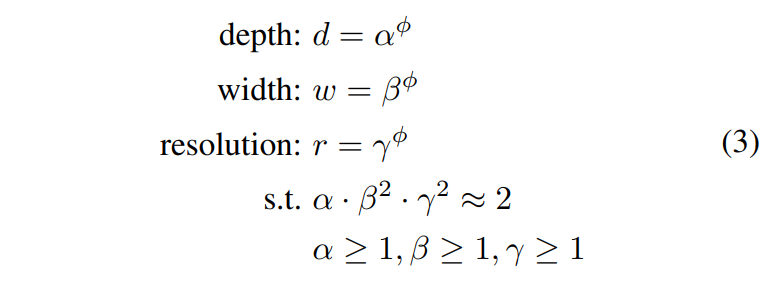 depth: d = α^ϕ
width: w = β^ϕ
resolution: r = γ^ϕ (3)
s.t. α · β² · γ² ≈ 2
α ≥ 1, β ≥ 1, γ ≥ 1